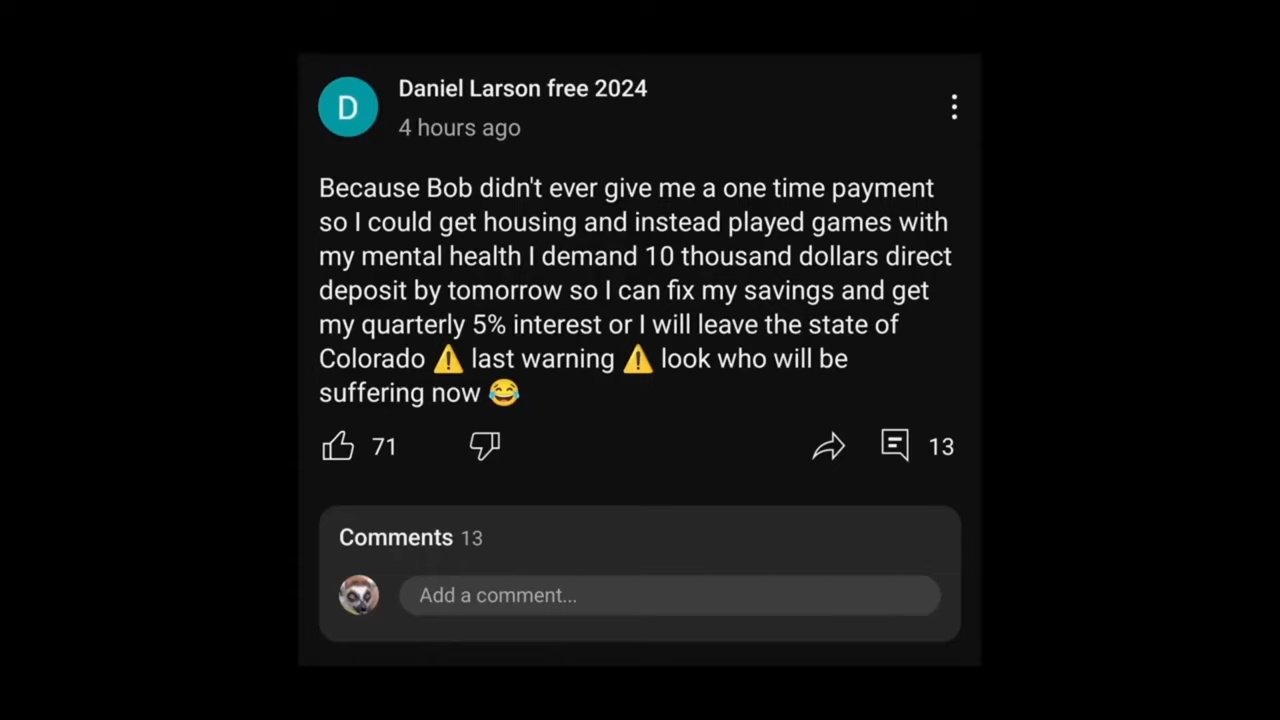 D
Daniel Larson free 2024
4 hours ago
Because Bob didn't ever give me a one time payment
so I could get housing and instead played games with
my mental health I demand 10 thousand dollars direct
deposit by tomorrow so I can fix my savings and get
my quarterly 5% interest or I will leave the state of
Colorado ⚠️ last warning ⚠️ look who will be
suffering now 😂
71
13
Comments 13
Add a comment...